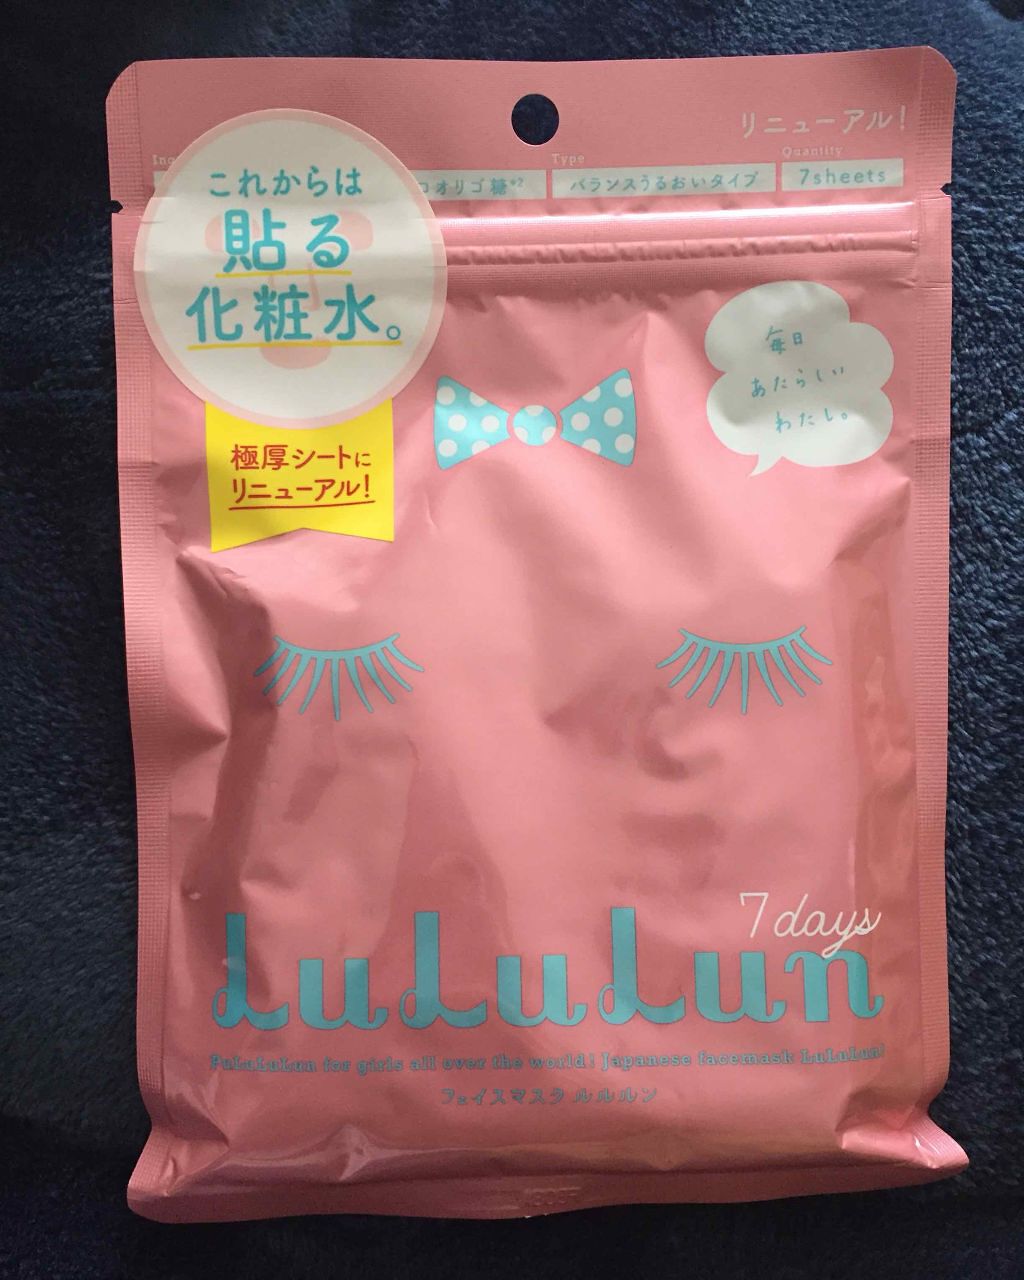 リニューアル!
Type
Quantity
コオリゴ糖*2
バランスうるおいタイプ
7sheets
これからは
貼る
化粧水。
極厚シートに
リニューアル!
毎日
あたらしい
わたし。
7days
LuLuLun
PuLuLuLun for girls all over the world! Japanese facemask LuLuLun!
フェイスマスク ルルルン